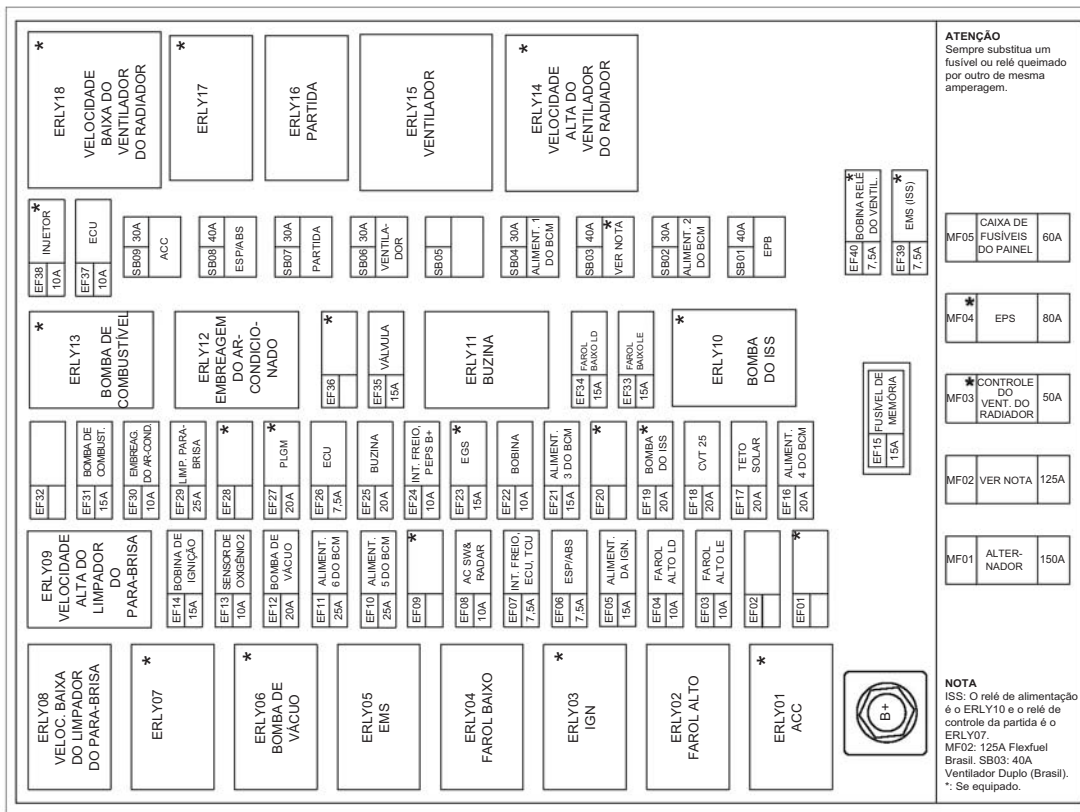 *
ERLY18
VELOCIDADE
BAIXA DO
VENTILADOR
DO RADIADOR
*
ERLY17
ERLY16
PARTIDA
ERLY15
VENTILADOR
*
ERLY14
VELOCIDADE
ALTA DO
VENTILADOR
DO RADIADOR
*
EF38 INJETOR
10A
EF37 ECU
10A
SB09 30A
ACC
SB08 40A
ESP/ABS
SB07 30A
PARTIDA
SB06 30A
VENTILA-
DOR
SB05
SB04 30A
ALIMENT. 1
DO BCM
SB03 40A
*
VER NOTA
SB02 30A
ALIMENT. 2
DO BCM
SB01 40A
EPB
*
EF40 BOBINA RELÉ
7,5A DO VENTIL.
*
EF39 EMS (ISS)
7,5A
*
ERLY13
BOMBA DE
COMBUSTÍVEL
ERLY12
EMBREAGEM
DO AR-
CONDICIO-
NADO
*
EF36
EF35 VÁLVULA
15A
ERLY11
BUZINA
EF34 FAROL
15A BAIXO LD
EF33 FAROL
15A BAIXO LE
*
ERLY10
BOMBA
DO ISS
EF15 FUSÍVEL DE
15A MEMÓRIA
EF32
EF31 BOMBA DE
15A COMBUST.
EF30 EMBREAG.
10A DO AR-COND.
EF29 LIMP. PARA-
25A BRISA
*
EF28
*
EF27 PLGM
20A
EF26 ECU
7,5A
EF25 BUZINA
20A
EF24 INT. FREIO,
10A PEPS B+
*
EF23 EGS
15A
EF22 BOBINA
10A
EF21 ALIMENT.
15A 3 DO BCM
*
EF20
*
EF19 BOMBA
20A DO ISS
EF18 CVT 25
20A
EF17 TETO
20A SOLAR
EF16 ALIMENT.
20A 4 DO BCM
ERLY09
VELOCIDADE
ALTA DO
LIMPADOR
DO
PARA-BRISA
EF14 BOBINA DE
15A IGNIÇÃO
EF13 SENSOR DE
10A OXIGÊNIO 2
EF12 BOMBA DE
20A VÁCUO
EF11 ALIMENT.
25A 6 DO BCM
EF10 ALIMENT.
25A 5 DO BCM
*
EF09
EF08 AC SW&
10A RADAR
EF07 INT. FREIO,
7,5A ECU, TCU
EF06 ESP/ABS
7,5A
EF05 ALIMENT.
15A DA IGN.
EF04 FAROL
10A ALTO LD
EF03 FAROL
10A ALTO LE
EF02
*
EF01
ERLY08
VELOC. BAIXA
DO LIMPADOR
DO PARA-BRISA
*
ERLY07
*
ERLY06
BOMBA DE
VÁCUO
ERLY05
EMS
ERLY04
FAROL BAIXO
*
ERLY03
IGN
ERLY02
FAROL ALTO
*
ERLY01
ACC
B+
ATENÇÃO
Sempre substitua um
fusível ou relé queimado
por outro de mesma
amperagem.
MF05 CAIXA DE
FUSÍVEIS
DO PAINEL 60A
*
MF04 EPS 80A
*
MF03 CONTROLE
DO
VENT. DO
RADIADOR 50A
MF02 VER NOTA 125A
MF01 ALTER-
NADOR 150A
NOTA
ISS: O relé de alimentação
é o ERLY10 e o relé de
controle da partida é o
ERLY07.
MF02: 125A Flexfuel
Brasil. SB03: 40A
Ventilador Duplo (Brasil).
*: Se equipado.